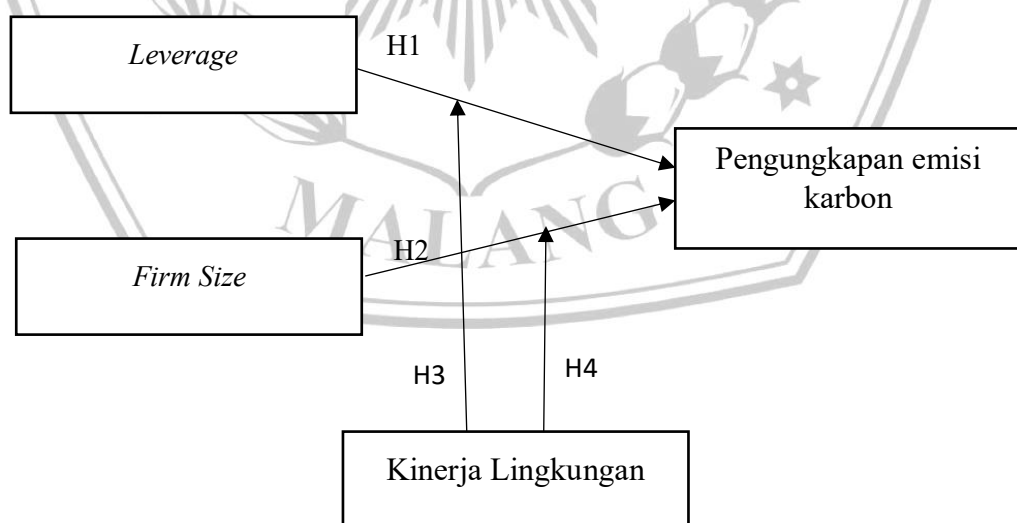 Leverage
H1
Pengungkapan emisi
karbon
MALANG
H2
Firm Size
H3
H4
Kinerja Lingkungan